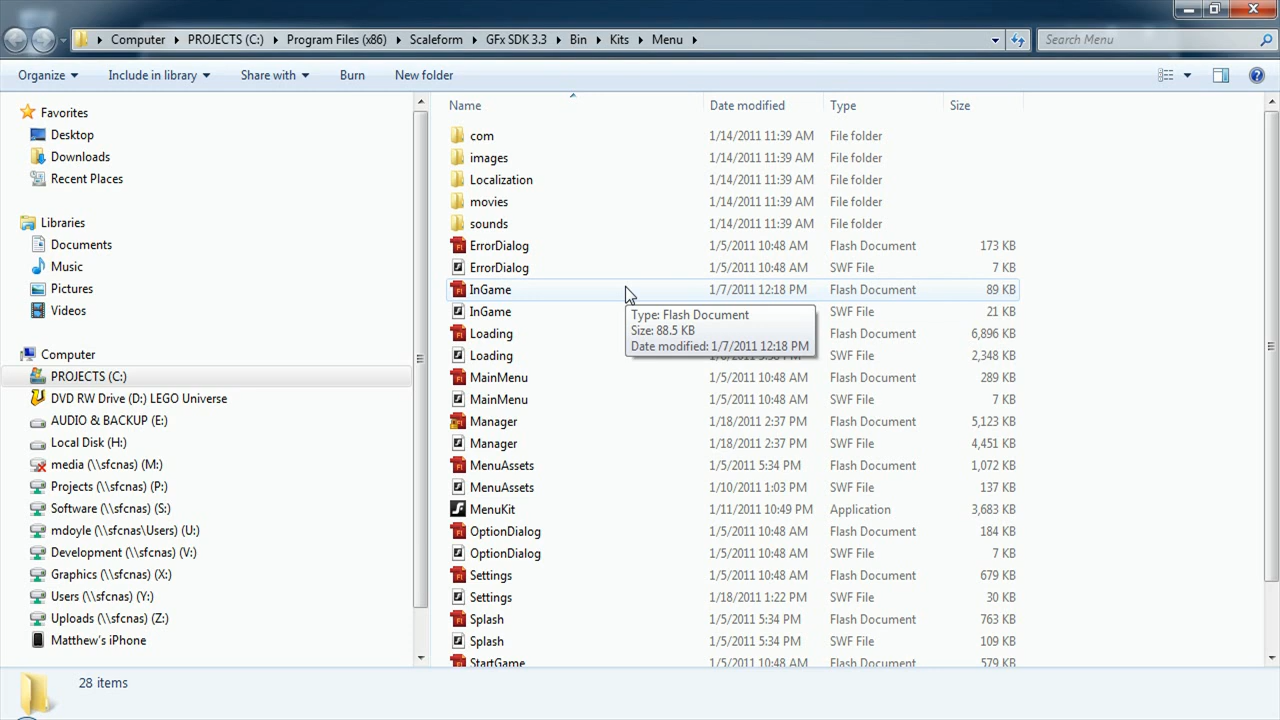 Computer PROJECTS (C:) Program Files (x86) Scaleform GFx SDK 3.3 Bin Kits Menu Search Menu
Organize Include in library Share with Burn New folder
Favorites
Desktop
Downloads
Recent Places
Libraries
Documents
Music
Pictures
Videos
Computer
PROJECTS (C:)
DVD RW Drive (D:) LEGO Universe
AUDIO & BACKUP (E:)
Local Disk (H:)
media (\\sfcnas) (M:)
Projects (\\sfcnas) (P:)
Software (\\sfcnas) (S:)
mdoyle (\\sfcnas\Users) (U:)
Development (\\sfcnas) (V:)
Graphics (\\sfcnas) (X:)
Users (\\sfcnas) (Y:)
Uploads (\\sfcnas) (Z:)
Matthew's iPhone
Name Date modified Type Size
com 1/14/2011 11:39 AM File folder
images 1/14/2011 11:39 AM File folder
Localization 1/14/2011 11:39 AM File folder
movies 1/14/2011 11:39 AM File folder
sounds 1/14/2011 11:39 AM File folder
ErrorDialog 1/5/2011 10:48 AM Flash Document 173 KB
ErrorDialog 1/5/2011 10:48 AM SWF File 7 KB
InGame 1/7/2011 12:18 PM Flash Document 89 KB
InGame SWF File 21 KB
Loading Flash Document 6,896 KB
Loading SWF File 2,348 KB
Type: Flash Document
Size: 88.5 KB
Date modified: 1/7/2011 12:18 PM
MainMenu 1/5/2011 10:48 AM Flash Document 289 KB
MainMenu 1/5/2011 10:48 AM SWF File 7 KB
Manager 1/18/2011 2:37 PM Flash Document 5,123 KB
Manager 1/18/2011 2:37 PM SWF File 4,451 KB
MenuAssets 1/5/2011 5:34 PM Flash Document 1,072 KB
MenuAssets 1/10/2011 1:03 PM SWF File 137 KB
MenuKit 1/11/2011 10:49 PM Application 3,683 KB
OptionDialog 1/5/2011 10:48 AM Flash Document 184 KB
OptionDialog 1/5/2011 10:48 AM SWF File 7 KB
Settings 1/5/2011 10:48 AM Flash Document 679 KB
Settings 1/18/2011 1:22 PM SWF File 30 KB
Splash 1/5/2011 5:34 PM Flash Document 763 KB
Splash 1/5/2011 5:34 PM SWF File 109 KB
StartGame 1/5/2011 10:48 AM Flash Document 579 KB
28 items